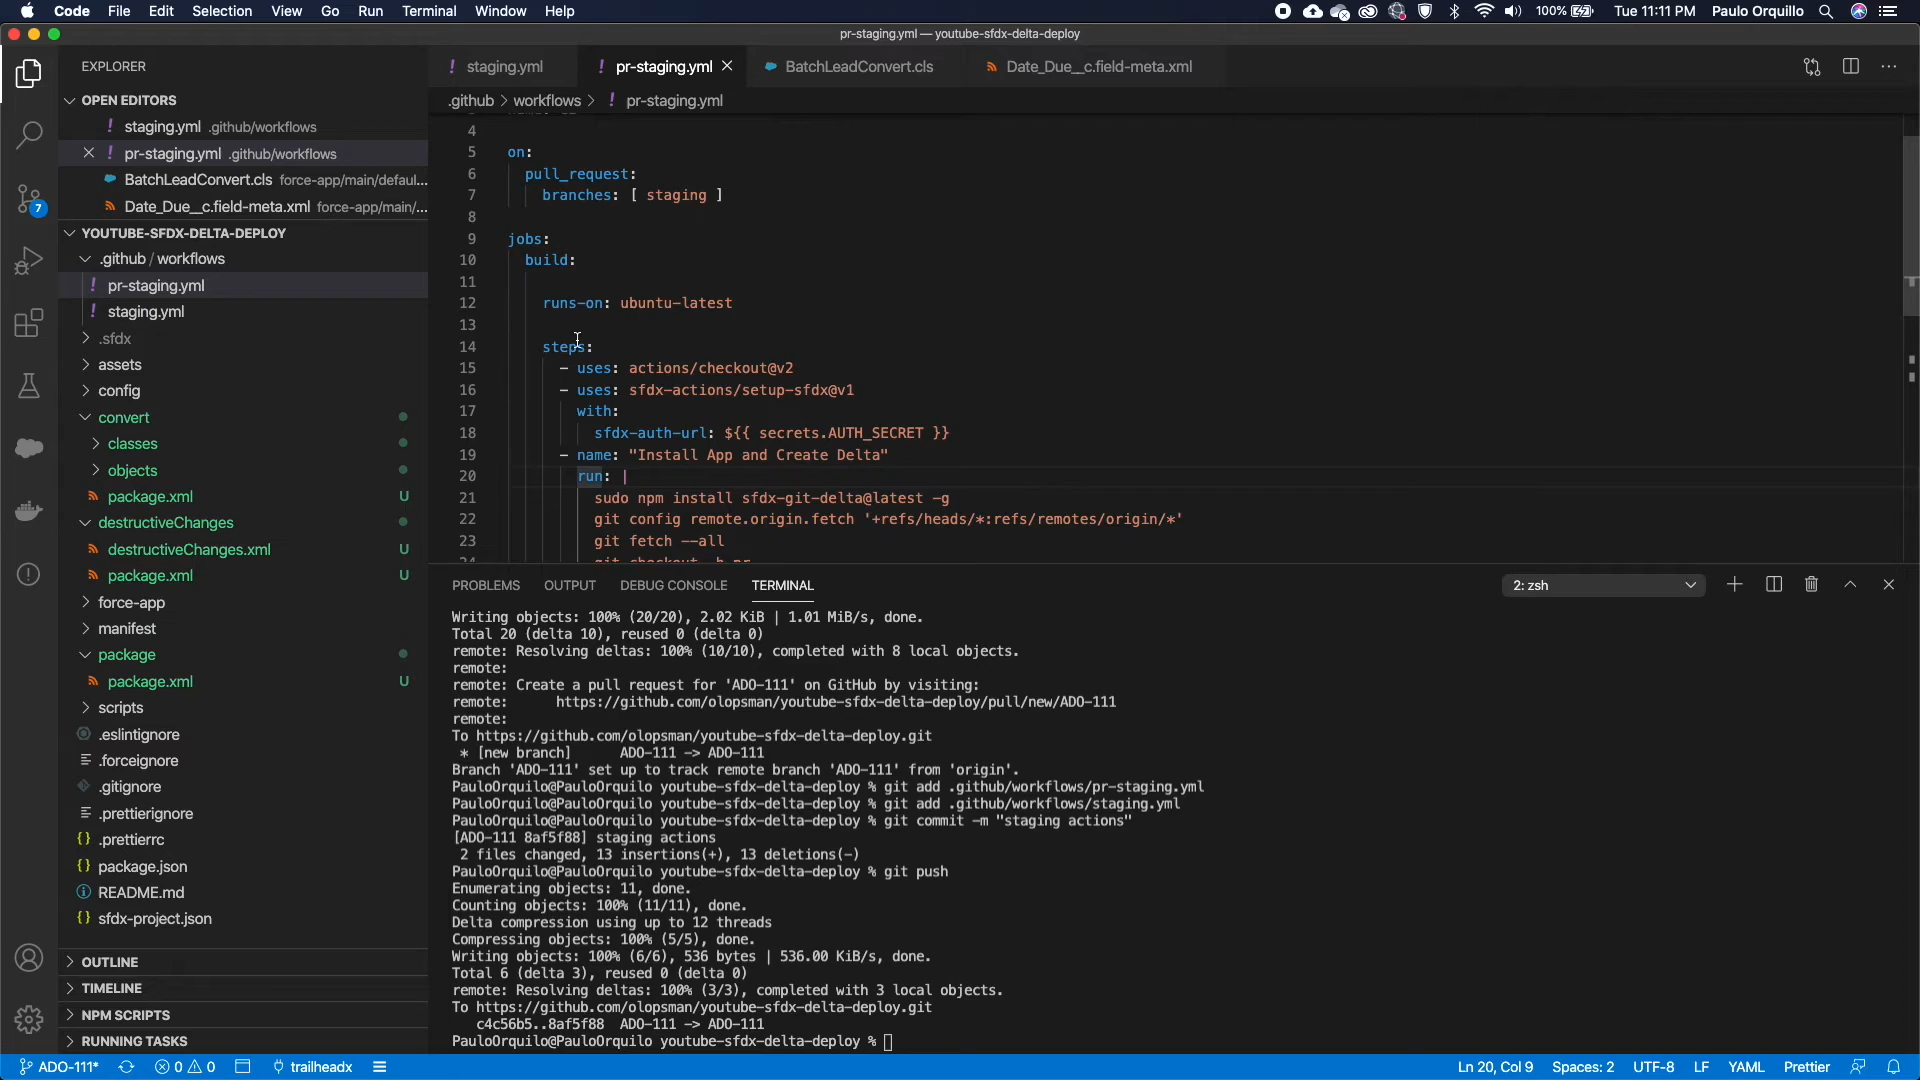 Code File Edit Selection View Go Run Terminal Window Help
100% Tue 11:11 PM Paulo Orquillo
pr-staging.yml — youtube-sfdx-delta-deploy
EXPLORER
OPEN EDITORS
! staging.yml .github/workflows
! pr-staging.yml .github/workflows
BatchLeadConvert.cls force-app/main/defaul...
Date_Due__c.field-meta.xml force-app/main/...
7
YOUTUBE-SFDX-DELTA-DEPLOY
.github / workflows
! pr-staging.yml
! staging.yml
.sfdx
assets
config
convert
classes
objects
package.xml U
destructiveChanges
destructiveChanges.xml U
package.xml U
force-app
manifest
package
package.xml U
scripts
.eslintignore
.forceignore
.gitignore
.prettierignore
{} .prettierrc
{} package.json
README.md
{} sfdx-project.json
OUTLINE
TIMELINE
NPM SCRIPTS
RUNNING TASKS
! staging.yml
! pr-staging.yml
BatchLeadConvert.cls
Date_Due__c.field-meta.xml
.github > workflows > ! pr-staging.yml
4
5 on:
6 pull_request:
7 branches: [ staging ]
8
9 jobs:
10 build:
11
12 runs-on: ubuntu-latest
13
14 steps:
15 - uses: actions/checkout@v2
16 - uses: sfdx-actions/setup-sfdx@v1
17 with:
18 sfdx-auth-url: ${{ secrets.AUTH_SECRET }}
19 - name: "Install App and Create Delta"
20 run: |
21 sudo npm install sfdx-git-delta@latest -g
22 git config remote.origin.fetch '+refs/heads/*:refs/remotes/origin/*'
23 git fetch --all
24 git checkout -b pr
PROBLEMS OUTPUT DEBUG CONSOLE TERMINAL
2: zsh
Writing objects: 100% (20/20), 2.02 KiB | 1.01 MiB/s, done.
Total 20 (delta 10), reused 0 (delta 0)
remote: Resolving deltas: 100% (10/10), completed with 8 local objects.
remote:
remote: Create a pull request for 'ADO-111' on GitHub by visiting:
remote: https://github.com/olopsman/youtube-sfdx-delta-deploy/pull/new/ADO-111
remote:
To https://github.com/olopsman/youtube-sfdx-delta-deploy.git
* [new branch] ADO-111 -> ADO-111
Branch 'ADO-111' set up to track remote branch 'ADO-111' from 'origin'.
PauloOrquilo@PauloOrquilo youtube-sfdx-delta-deploy % git add .github/workflows/pr-staging.yml
PauloOrquilo@PauloOrquilo youtube-sfdx-delta-deploy % git add .github/workflows/staging.yml
PauloOrquilo@PauloOrquilo youtube-sfdx-delta-deploy % git commit -m "staging actions"
[ADO-111 8af5f88] staging actions
2 files changed, 13 insertions(+), 13 deletions(-)
PauloOrquilo@PauloOrquilo youtube-sfdx-delta-deploy % git push
Enumerating objects: 11, done.
Counting objects: 100% (11/11), done.
Delta compression using up to 12 threads
Compressing objects: 100% (5/5), done.
Writing objects: 100% (6/6), 536 bytes | 536.00 KiB/s, done.
Total 6 (delta 3), reused 0 (delta 0)
remote: Resolving deltas: 100% (3/3), completed with 3 local objects.
To https://github.com/olopsman/youtube-sfdx-delta-deploy.git
c4c56b5..8af5f88 ADO-111 -> ADO-111
PauloOrquilo@PauloOrquilo youtube-sfdx-delta-deploy %
ADO-111* 0 0 trailheadx
Ln 20, Col 9 Spaces: 2 UTF-8 LF YAML Prettier